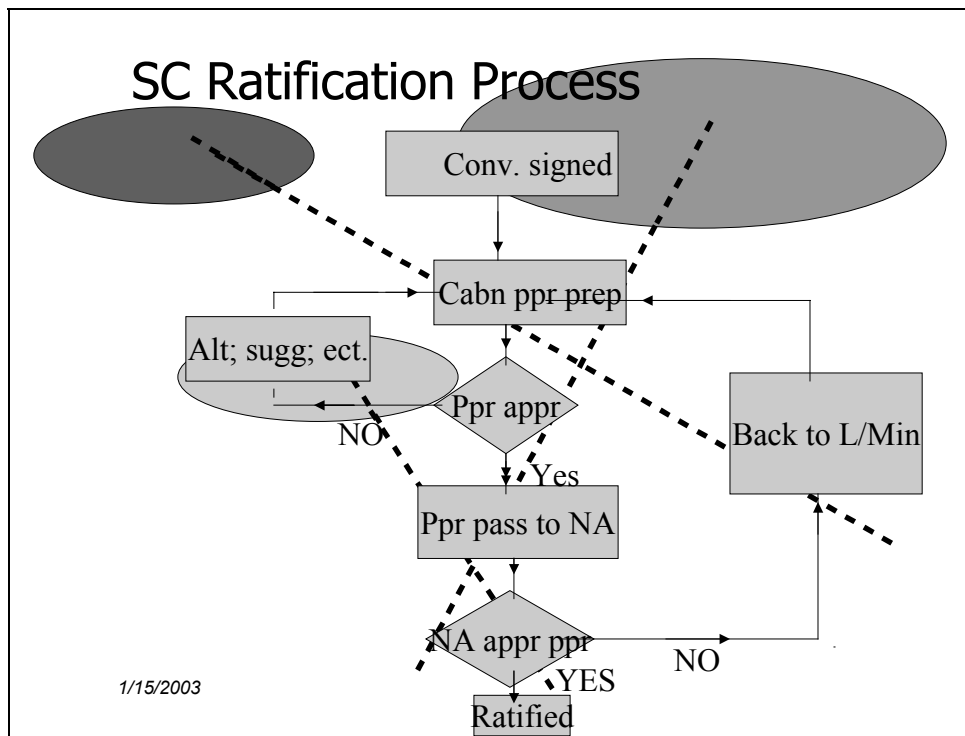 SC Ratification Process
Conv. signed
Cabn ppr prep
Alt; sugg; ect.
Ppr appr
NO
Back to L/Min
Yes
Ppr pass to NA
NA appr ppr
NO
YES
Ratified
1/15/2003